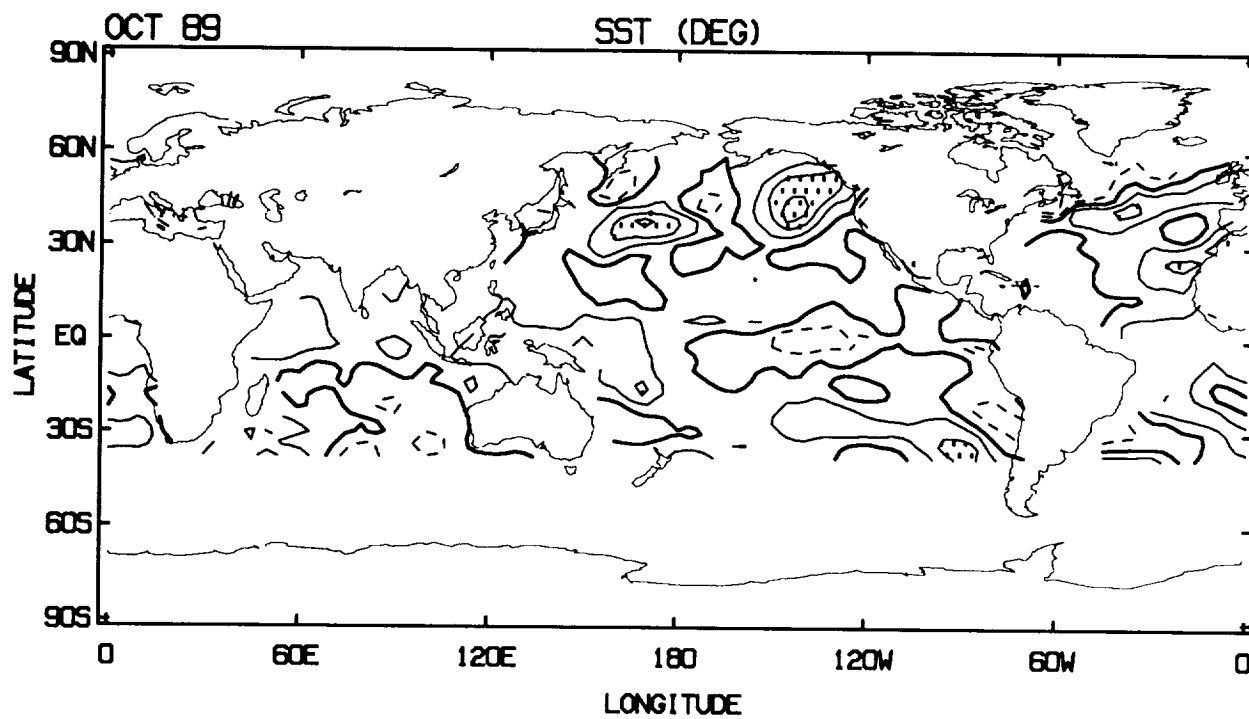 OCT 89
SST (DEG)
90N
60N
30N
EQ
30S
60S
90S
LATITUDE
0
60E
120E
180
120W
60W
0
LONGITUDE